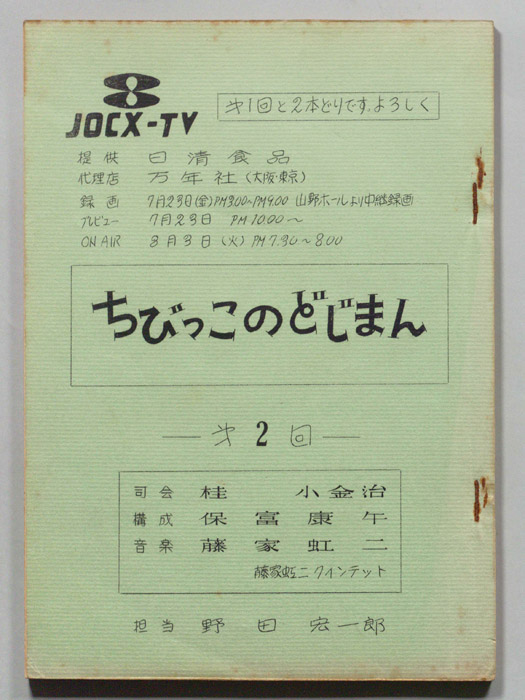 JOCX-TV
才1回と2本どりです、よろしく
提供 日清食品
代理店 万年社(大阪・東京)
録画 7月23日(金)PM3.00〜PM9.00 山野ホールより中継録画
プレビュー 7月23日 PM10.00〜
ON AIR 8月3日(火)PM7.30〜8.00
ちびっこのどじまん
才2回
司会 桂小金治
構成 保富康午
音楽 藤家虹二
藤家虹二クインテット
担当 野田宏一郎